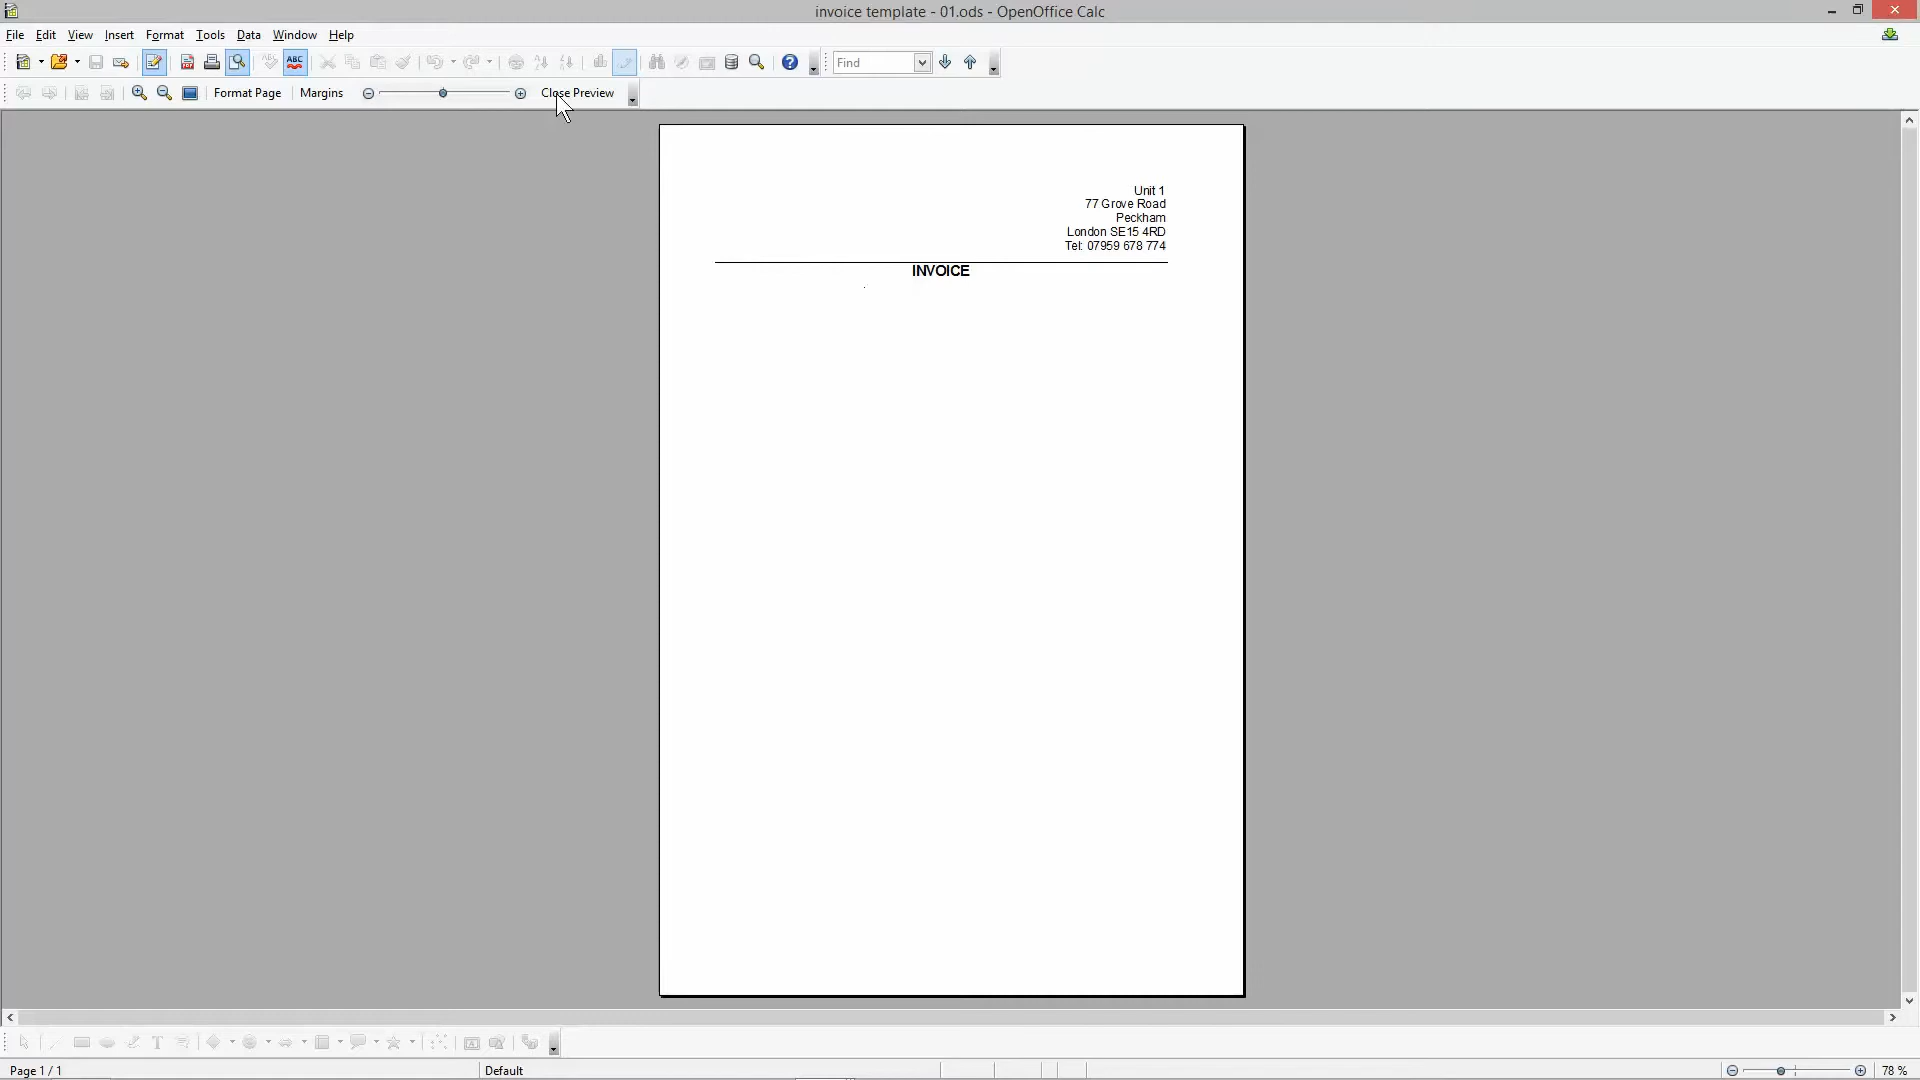 invoice template - 01.ods - OpenOffice Calc
File Edit View Insert Format Tools Data Window Help
ABC
Find
Format Page Margins Close Preview
Unit 1
77 Grove Road
Peckham
London SE15 4RD
Tel: 07959 678 774
INVOICE
Page 1 / 1 Default 78 %